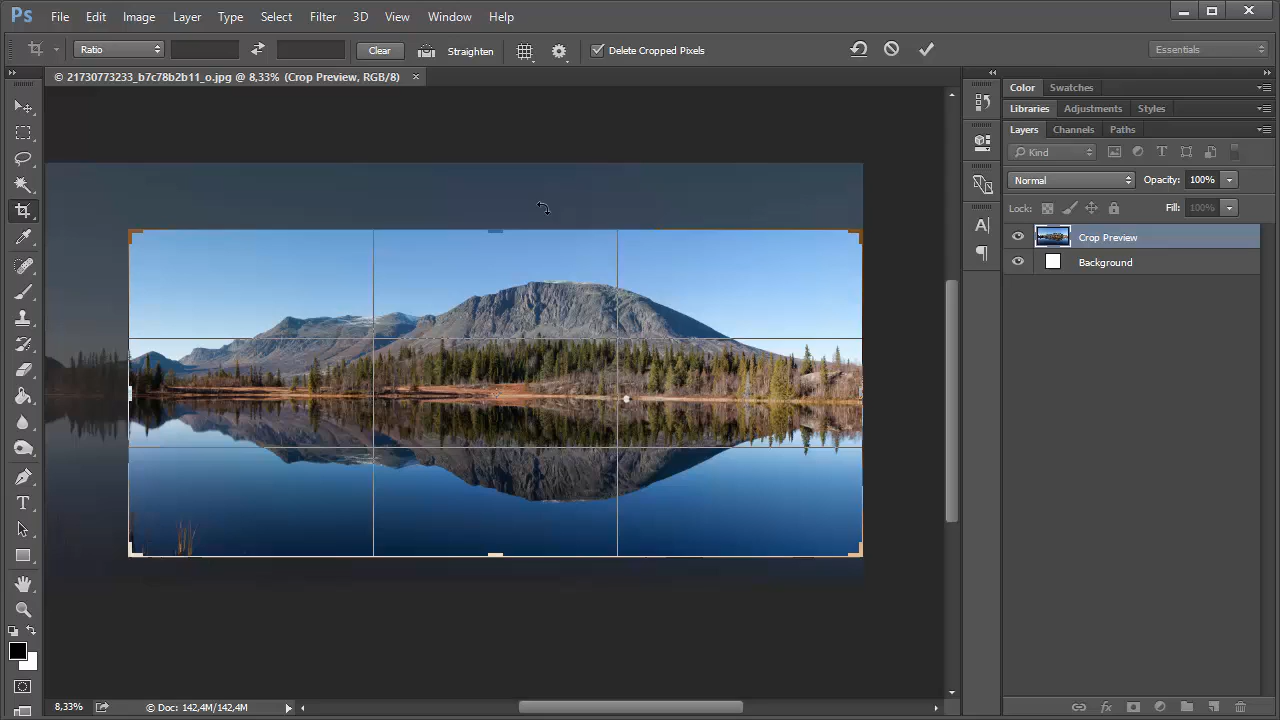 Ps File Edit Image Layer Type Select Filter 3D View Window Help
Ratio Clear Straighten Delete Cropped Pixels Essentials
© 21730773233_b7c78b2b11_o.jpg @ 8,33% (Crop Preview, RGB/8) ×
Color Swatches
Libraries Adjustments Styles
Layers Channels Paths
Kind
Normal Opacity: 100%
Lock: Fill: 100%
Crop Preview
Background
A
T
8,33% © Doc: 142,4M/142,4M